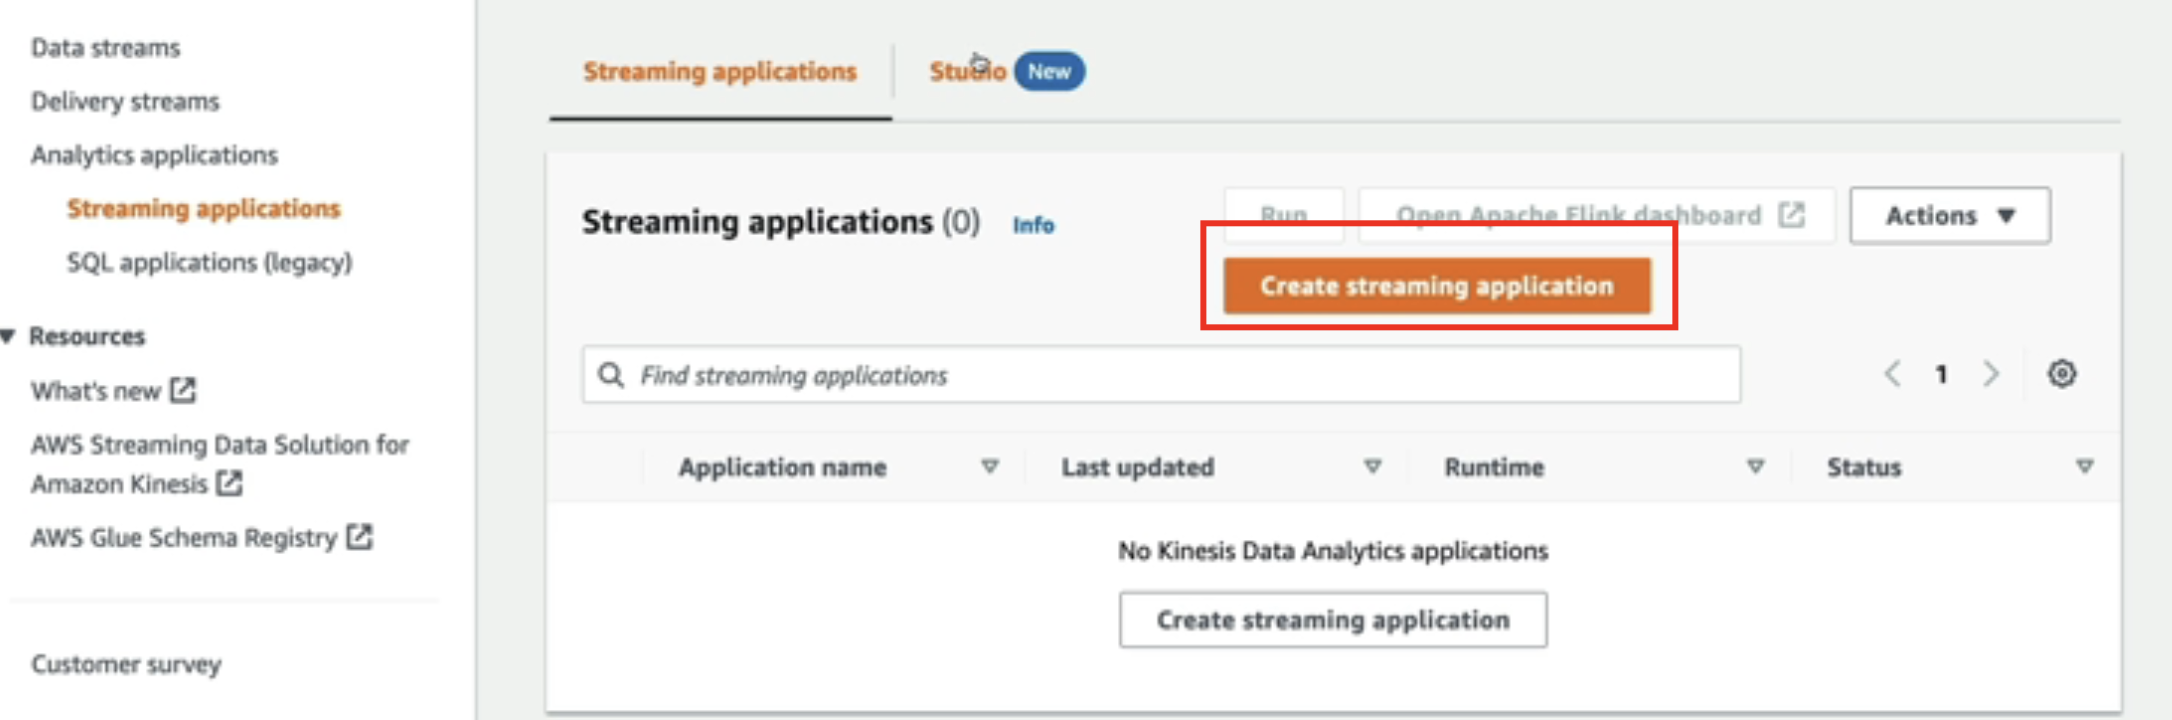 Data streams
Delivery streams
Analytics applications
Streaming applications
SQL applications (legacy)
Resources
What's new
AWS Streaming Data Solution for
Amazon Kinesis
AWS Glue Schema Registry
Customer survey
Streaming applications
Studio New
Streaming applications (0) Info
Run Open Apache Flink dashboard Actions
Create streaming application
Find streaming applications
1
Application name Last updated Runtime Status
No Kinesis Data Analytics applications
Create streaming application